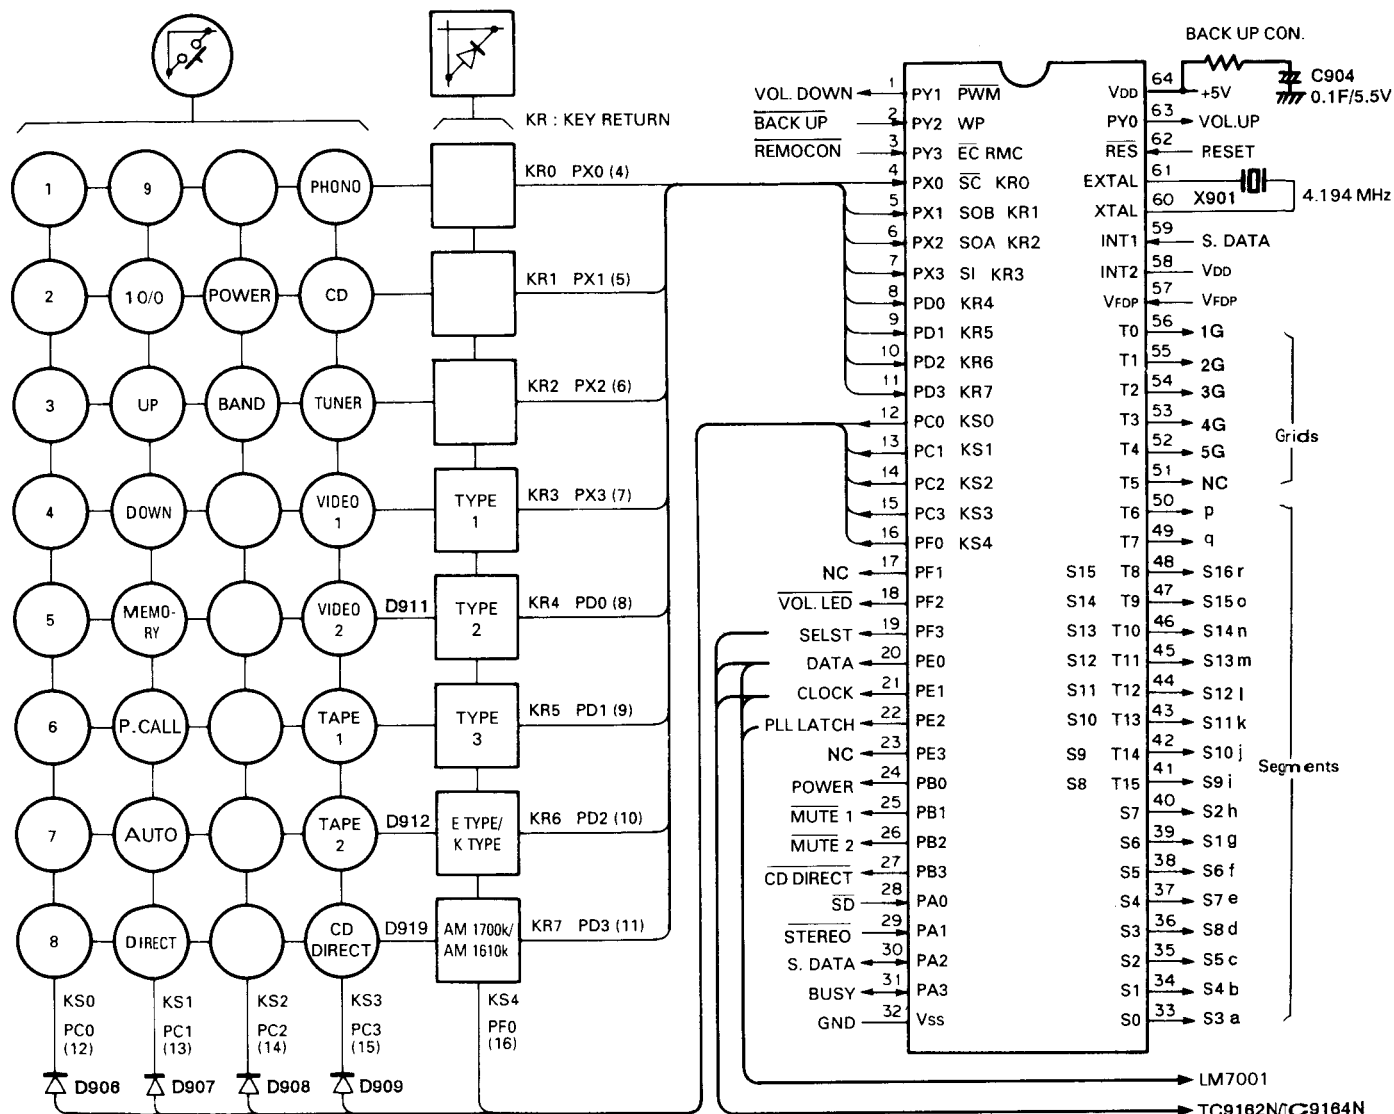 BACK UP CON.
C904
0.1F/5.5V
+5V
KR : KEY RETURN
1 9 PHONO
KR0 PX0 (4)
2 10/0 POWER CD
KR1 PX1 (5)
3 UP BAND TUNER
KR2 PX2 (6)
4 DOWN VIDEO 1 TYPE 1
KR3 PX3 (7)
5 MEMO-RY VIDEO 2 D911 TYPE 2
KR4 PD0 (8)
6 P.CALL TAPE 1 TYPE 3
KR5 PD1 (9)
7 AUTO TAPE 2 D912 E TYPE/ K TYPE
KR6 PD2 (10)
8 DIRECT CD DIRECT D919 AM 1700k/ AM 1610k
KR7 PD3 (11)
KS0 KS1 KS2 KS3 KS4
PC0 PC1 PC2 PC3 PF0
(12) (13) (14) (15) (16)
D906 D907 D908 D909
VOL. DOWN 1 PY1 PWM
BACK UP 2 PY2 WP
REMOCON 3 PY3 EC RMC
4 PX0 SC KR0
5 PX1 SOB KR1
6 PX2 SOA KR2
7 PX3 SI KR3
8 PD0 KR4
9 PD1 KR5
10 PD2 KR6
11 PD3 KR7
12 PC0 KS0
13 PC1 KS1
14 PC2 KS2
15 PC3 KS3
16 PF0 KS4
NC 17 PF1
VOL. LED 18 PF2
SELST 19 PF3
DATA 20 PE0
CLOCK 21 PE1
PLL LATCH 22 PE2
NC 23 PE3
POWER 24 PB0
MUTE 1 25 PB1
MUTE 2 26 PB2
CD DIRECT 27 PB3
SD 28 PA0
STEREO 29 PA1
S. DATA 30 PA2
BUSY 31 PA3
GND 32 VSS
VDD 64
PY0 63 VOL.UP
RES 62 RESET
EXTAL 61
X901 4.194 MHz
XTAL 60
INT1 59 S. DATA
INT2 58 VDD
VFDP 57 VFDP
T0 56 1G
T1 55 2G
T2 54 3G
T3 53 4G
T4 52 5G
Grids
T5 51 NC
T6 50 p
T7 49 q
S15 T8 48 S16 r
S14 T9 47 S15 o
S13 T10 46 S14 n
S12 T11 45 S13 m
S11 T12 44 S12 l
S10 T13 43 S11 k
S9 T14 42 S10 j
S8 T15 41 S9 i
Segments
S7 40 S2 h
S6 39 S1 g
S5 38 S6 f
S4 37 S7 e
S3 36 S8 d
S2 35 S5 c
S1 34 S4 b
S0 33 S3 a
LM7001
TC9162N/TC9164N